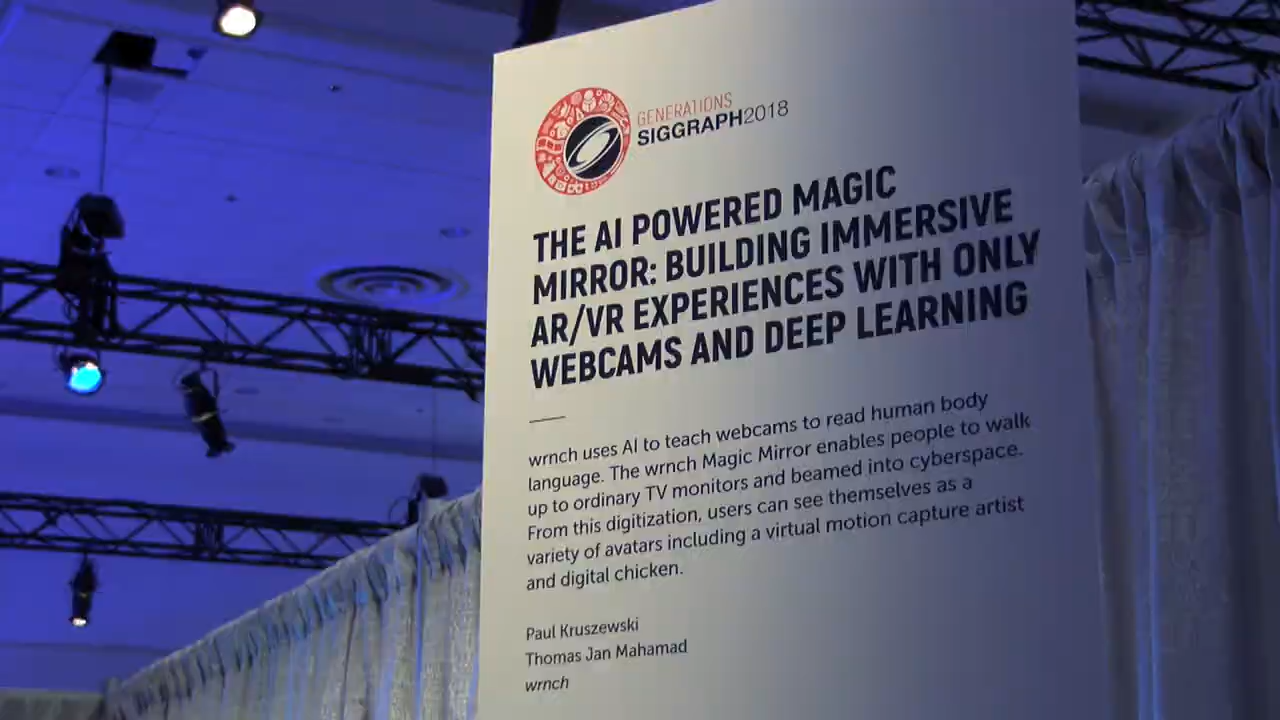 GENERATIONS
SIGGRAPH2018
THE AI POWERED MAGIC
MIRROR: BUILDING IMMERSIVE
AR/VR EXPERIENCES WITH ONLY
WEBCAMS AND DEEP LEARNING
wrnch uses AI to teach webcams to read human body
language. The wrnch Magic Mirror enables people to walk
up to ordinary TV monitors and beamed into cyberspace.
From this digitization, users can see themselves as a
variety of avatars including a virtual motion capture artist
and digital chicken.
Paul Kruszewski
Thomas Jan Mahamad
wrnch